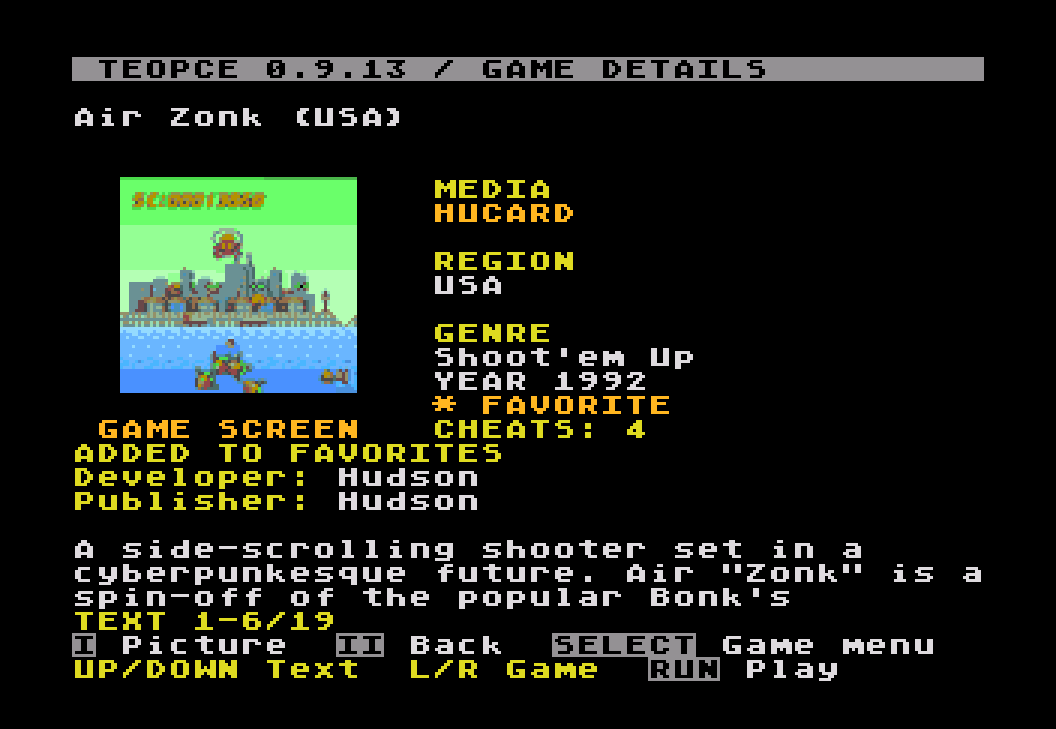 TEOPCE 0.9.13 / GAME DETAILS
Air Zonk (USA)
SC:00013060
MEDIA
HUCARD
REGION
USA
GENRE
Shoot'em Up
YEAR 1992
* FAVORITE
GAME SCREEN
CHEATS: 4
ADDED TO FAVORITES
Developer: Hudson
Publisher: Hudson
A side-scrolling shooter set in a
cyberpunkesque future. Air "Zonk" is a
spin-off of the popular Bonk's
TEXT 1-6/19
I Picture II Back SELECT Game menu
UP/DOWN Text L/R Game RUN Play